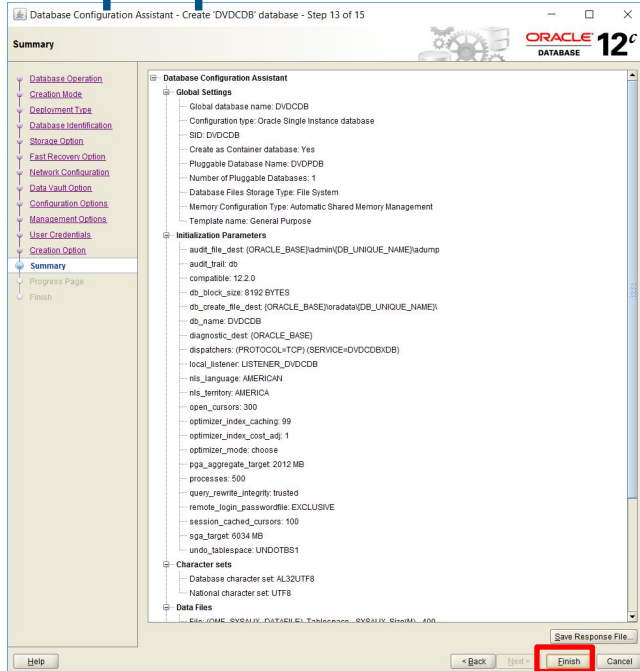 Database Configuration Assistant - Create 'DVDCDB' database - Step 13 of 15
Summary
ORACLE
DATABASE
12c
Database Operation
Creation Mode
Deployment Type
Database Identification
Storage Option
Fast Recovery Option
Network Configuration
Data Vault Option
Configuration Options
Management Options
User Credentials
Creation Option
Summary
Progress Page
Finish
Database Configuration Assistant
Global Settings
Global database name: DVDCDB
Configuration type: Oracle Single Instance database
SID: DVDCDB
Create as Container database: Yes
Pluggable Database Name: DVDPDB
Number of Pluggable Databases: 1
Database Files Storage Type: File System
Memory Configuration Type: Automatic Shared Memory Management
Template name: General Purpose
Initialization Parameters
audit_file_dest: {ORACLE_BASE}\admin\{DB_UNIQUE_NAME}\adump
audit_trail: db
compatible: 12.2.0
db_block_size: 8192 BYTES
db_create_file_dest: {ORACLE_BASE}\oradata\{DB_UNIQUE_NAME}\
db_name: DVDCDB
diagnostic_dest: {ORACLE_BASE}
dispatchers: (PROTOCOL=TCP) (SERVICE=DVDCDBXDB)
local_listener: LISTENER_DVDCDB
nls_language: AMERICAN
nls_territory: AMERICA
open_cursors: 300
optimizer_index_caching: 99
optimizer_index_cost_adj: 1
optimizer_mode: choose
pga_aggregate_target: 2012 MB
processes: 500
query_rewrite_integrity: trusted
remote_login_passwordfile: EXCLUSIVE
session_cached_cursors: 100
sga_target: 6034 MB
undo_tablespace: UNDOTBS1
Character sets
Database character set: AL32UTF8
National character set: UTF8
Data Files
Save Response File...
Help
< Back
Next >
Finish
Cancel